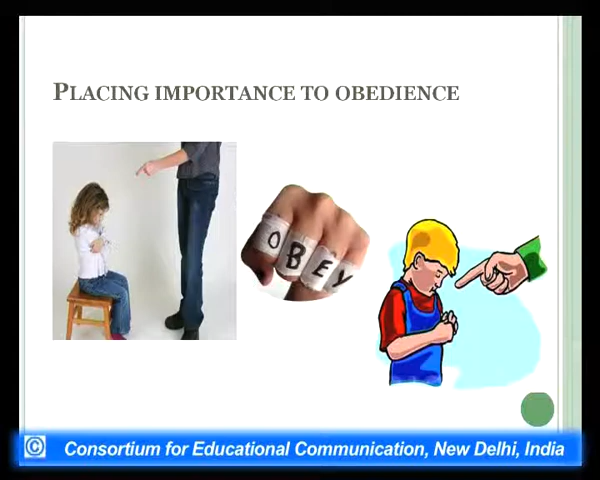 PLACING IMPORTANCE TO OBEDIENCE
OBEY
© Consortium for Educational Communication, New Delhi, India